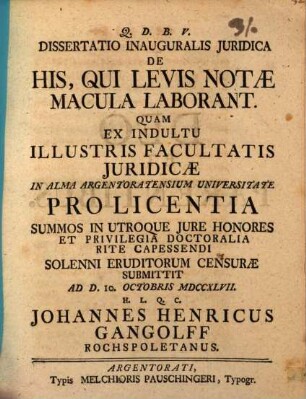 Q. D. B. V.
DISSERTATIO INAUGURALIS JURIDICA
DE
HIS, QUI LEVIS NOTÆ
MACULA LABORANT.
QUAM
EX INDULTU
ILLUSTRIS FACULTATIS
JURIDICÆ
IN ALMA ARGENTORATENSIUM UNIVERSITATE
PRO LICENTIA
SUMMOS IN UTROQUE JURE HONORES
ET PRIVILEGIA DOCTORALIA
RITE CAPESSENDI
SOLENNI ERUDITORUM CENSURÆ
SUBMITTIT
AD D. 10. OCTOBRIS MDCCXLVII.
H. L. Q. C.
JOHANNES HENRICUS
GANGOLFF
ROCHSPOLETANUS.
ARGENTORATI,
Typis MELCHIORIS PAUSCHINGERI, Typogr.